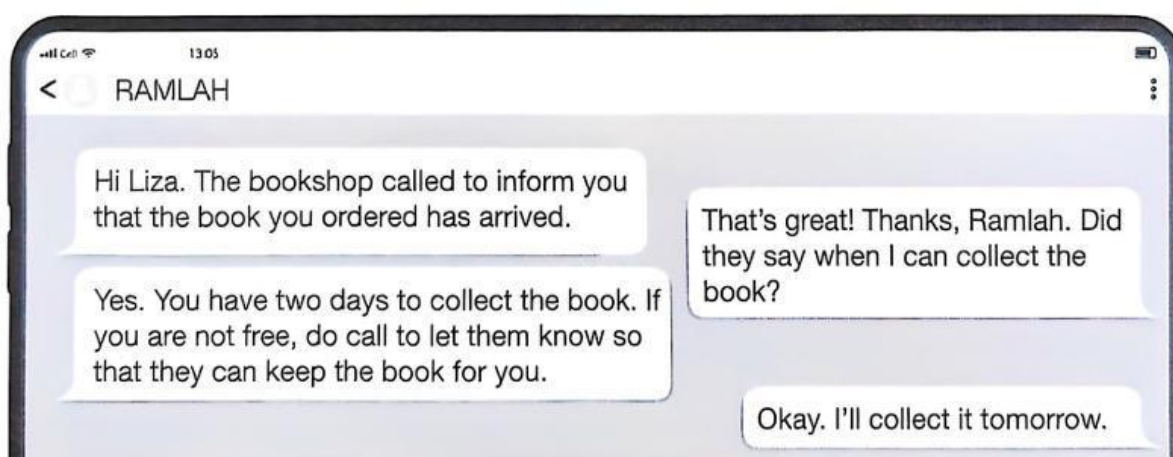 Cell
13.05
< RAMLAH
Hi Liza. The bookshop called to inform you
that the book you ordered has arrived.
That's great! Thanks, Ramlah. Did
they say when I can collect the
book?
Yes. You have two days to collect the book. If
you are not free, do call to let them know so
that they can keep the book for you.
Okay. I'll collect it tomorrow.